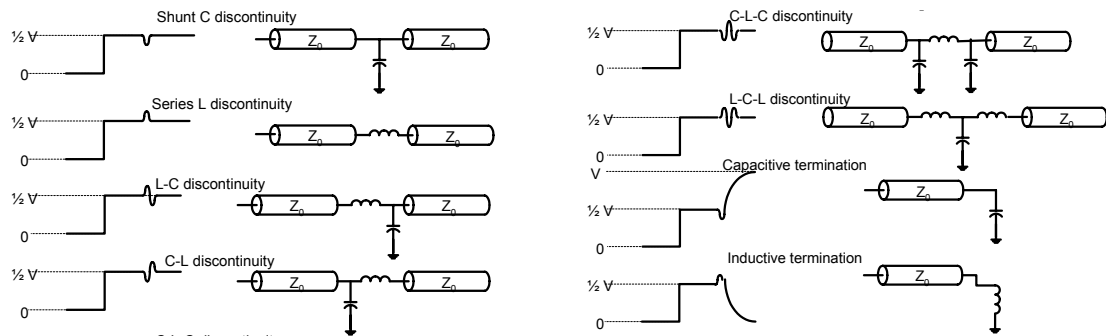 Shunt C discontinuity
½ V
0
Z0
Z0
Series L discontinuity
½ V
0
Z0
Z0
L-C discontinuity
½ V
0
Z0
Z0
C-L discontinuity
½ V
0
Z0
Z0
C-L-C discontinuity
½ V
0
Z0
Z0
L-C-L discontinuity
½ V
0
Z0
Z0
Capacitive termination
V
½ V
0
Z0
Inductive termination
½ V
0
Z0